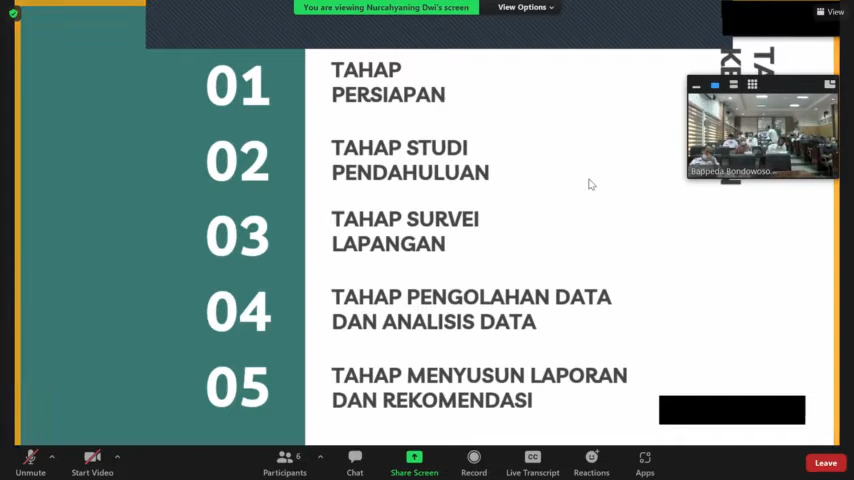 You are viewing Nurcahyaning Dwi's screen
View Options
View
01
TAHAP
PERSIAPAN
02
TAHAP STUDI
PENDAHULUAN
03
TAHAP SURVEI
LAPANGAN
04
TAHAP PENGOLAHAN DATA
DAN ANALISIS DATA
05
TAHAP MENYUSUN LAPORAN
DAN REKOMENDASI
Bappeda Bondowoso
Unmute
Start Video
6
Participants
Chat
Share Screen
Record
CC
Live Transcript
Reactions
Apps
Leave